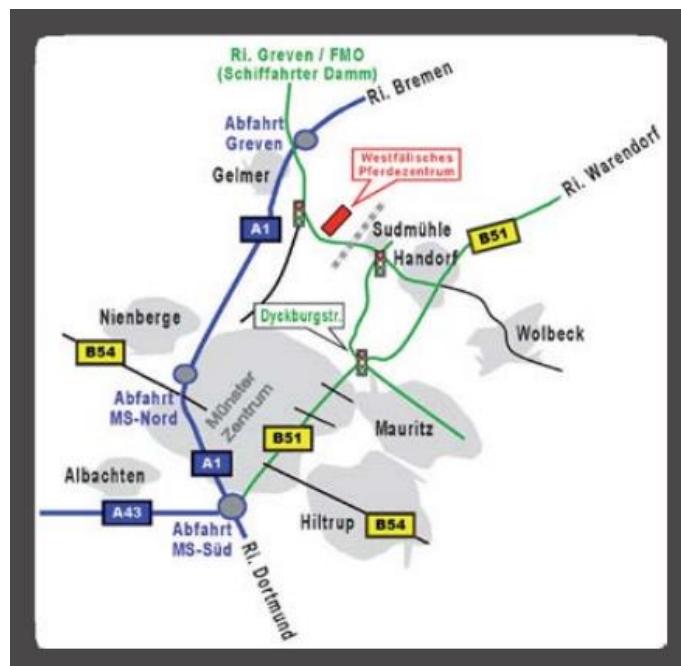 Ri. Greven / FMO
(Schiffahrter Damm)
Ri. Bremen
Abfahrt
Greven
Westfälisches
Pferdezentrum
Gelmer
Ri. Warendorf
A1
Sudmühle
B51
Handorf
Nienberge
Dyckburgstr.
Wolbeck
B54
Abfahrt
MS-Nord
Münster
Zentrum
Mauritz
B51
A1
Albachten
A43
Hiltrup
B54
Abfahrt
MS-Süd
Ri. Dortmund